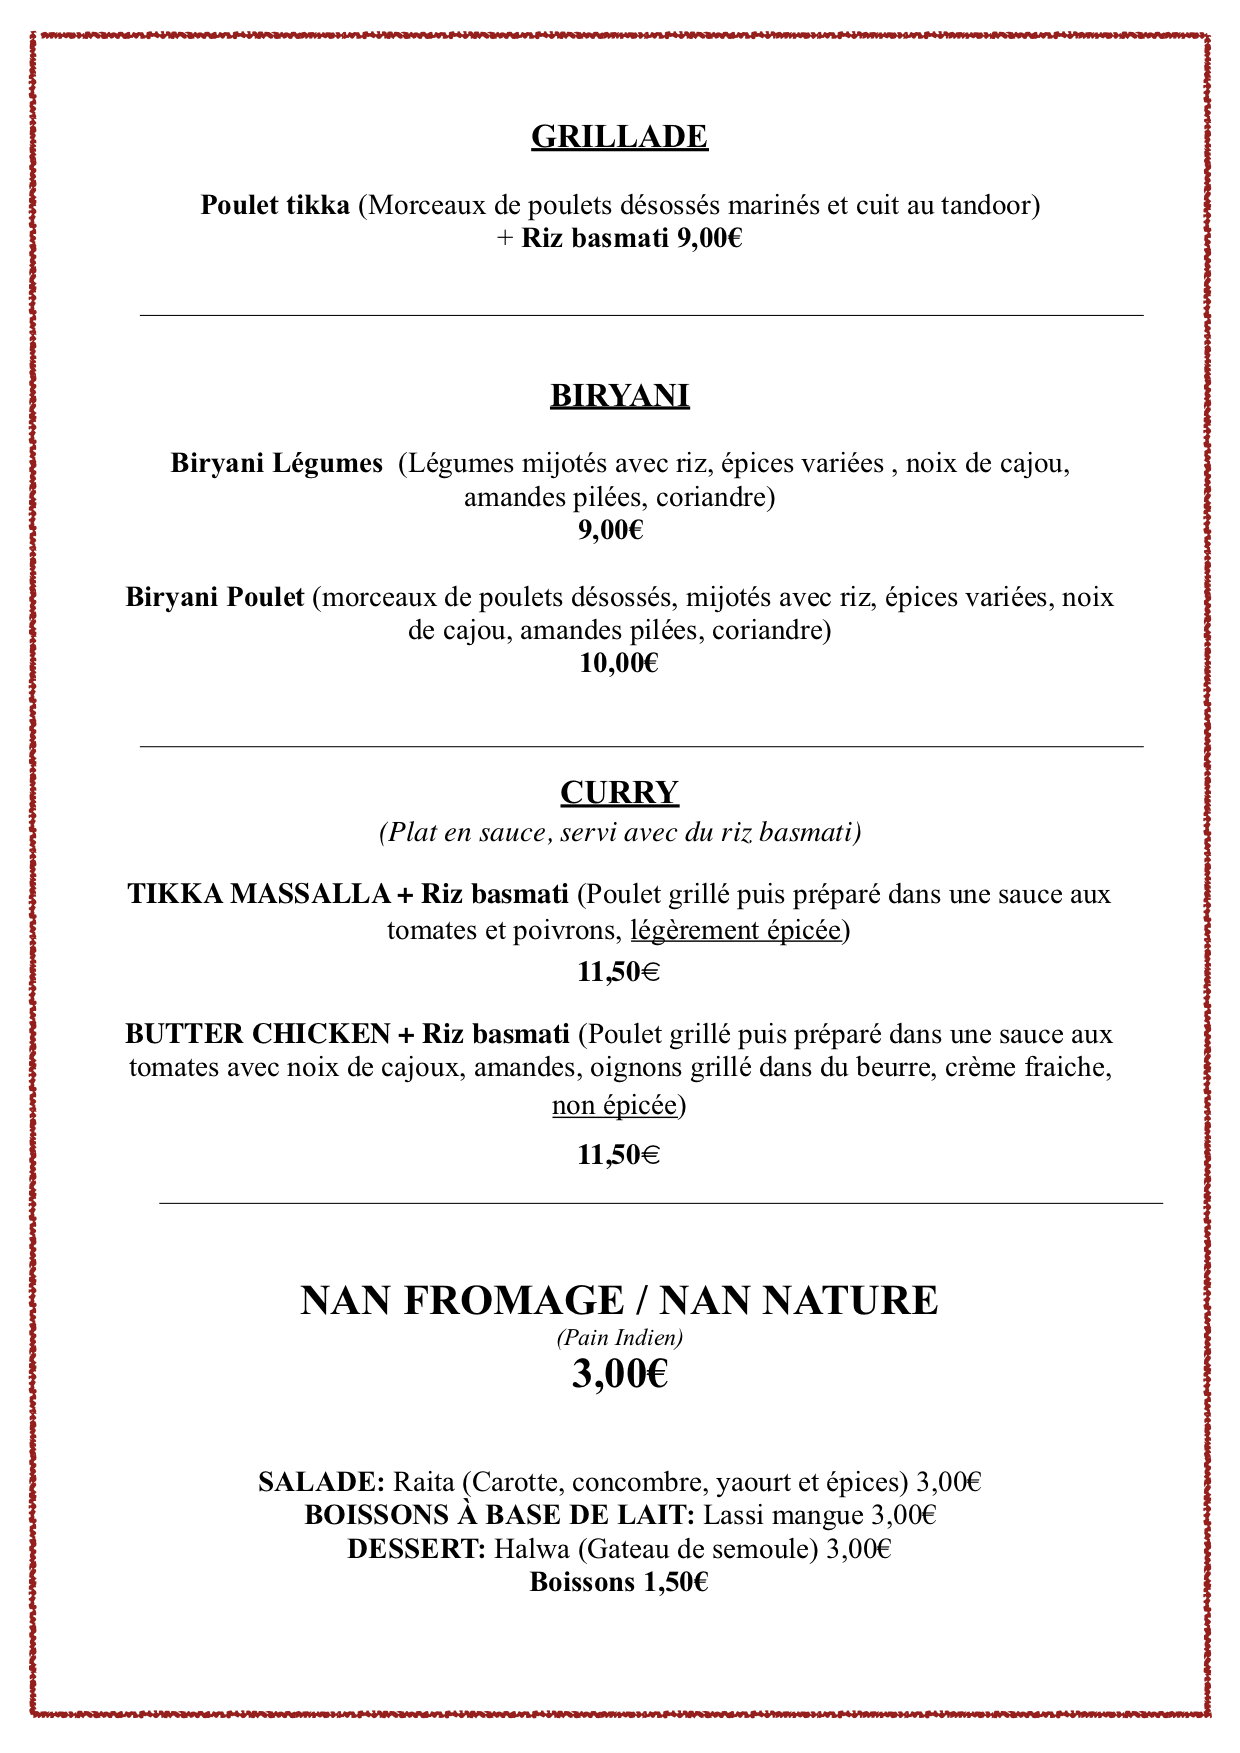 GRILLADE
Poulet tikka (Morceaux de poulets désossés marinés et cuit au tandoor)
+ Riz basmati 9,00€
BIRYANI
Biryani Légumes (Légumes mijotés avec riz, épices variées , noix de cajou,
amandes pilées, coriandre)
9,00€
Biryani Poulet (morceaux de poulets désossés, mijotés avec riz, épices variées, noix
de cajou, amandes pilées, coriandre)
10,00€
CURRY
(Plat en sauce, servi avec du riz basmati)
TIKKA MASSALLA + Riz basmati (Poulet grillé puis préparé dans une sauce aux
tomates et poivrons, légèrement épicée)
11,50€
BUTTER CHICKEN + Riz basmati (Poulet grillé puis préparé dans une sauce aux
tomates avec noix de cajoux, amandes, oignons grillé dans du beurre, crème fraiche,
non épicée)
11,50€
NAN FROMAGE / NAN NATURE
(Pain Indien)
3,00€
SALADE: Raita (Carotte, concombre, yaourt et épices) 3,00€
BOISSONS À BASE DE LAIT: Lassi mangue 3,00€
DESSERT: Halwa (Gateau de semoule) 3,00€
Boissons 1,50€